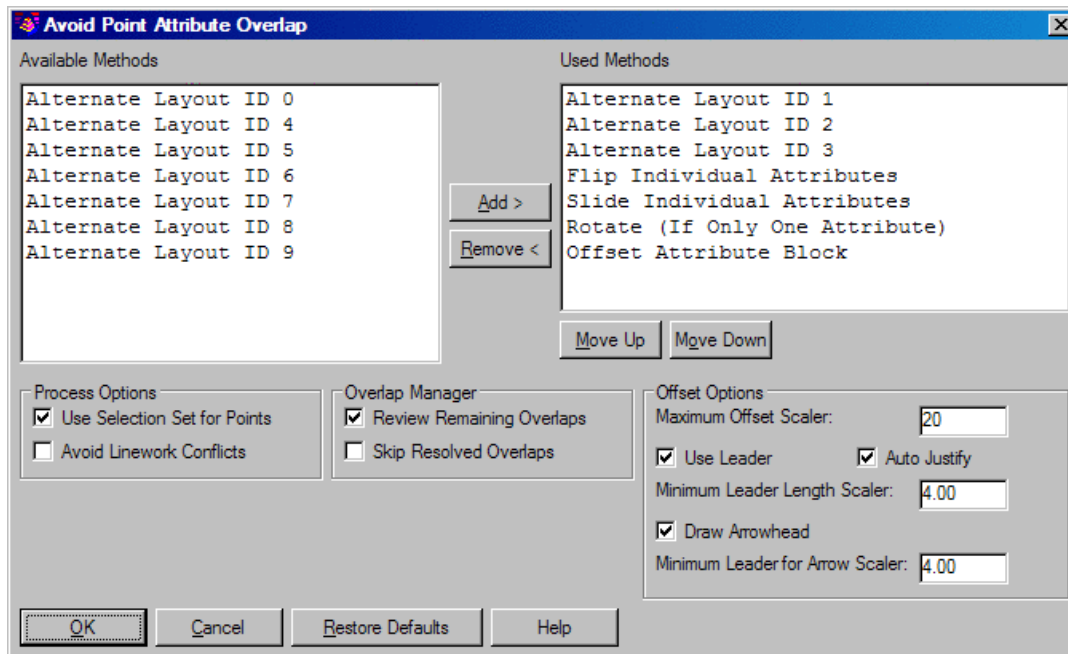 Avoid Point Attribute Overlap
Available Methods
Alternate Layout ID 0
Alternate Layout ID 4
Alternate Layout ID 5
Alternate Layout ID 6
Alternate Layout ID 7
Alternate Layout ID 8
Alternate Layout ID 9
Add >
Remove <
Used Methods
Alternate Layout ID 1
Alternate Layout ID 2
Alternate Layout ID 3
Flip Individual Attributes
Slide Individual Attributes
Rotate (If Only One Attribute)
Offset Attribute Block
Move Up Move Down
Process Options
Use Selection Set for Points
Avoid Linework Conflicts
Overlap Manager
Review Remaining Overlaps
Skip Resolved Overlaps
Offset Options
Maximum Offset Scaler: 20
Use Leader Auto Justify
Minimum Leader Length Scaler: 4.00
Draw Arrowhead
Minimum Leader for Arrow Scaler: 4.00
OK Cancel Restore Defaults Help